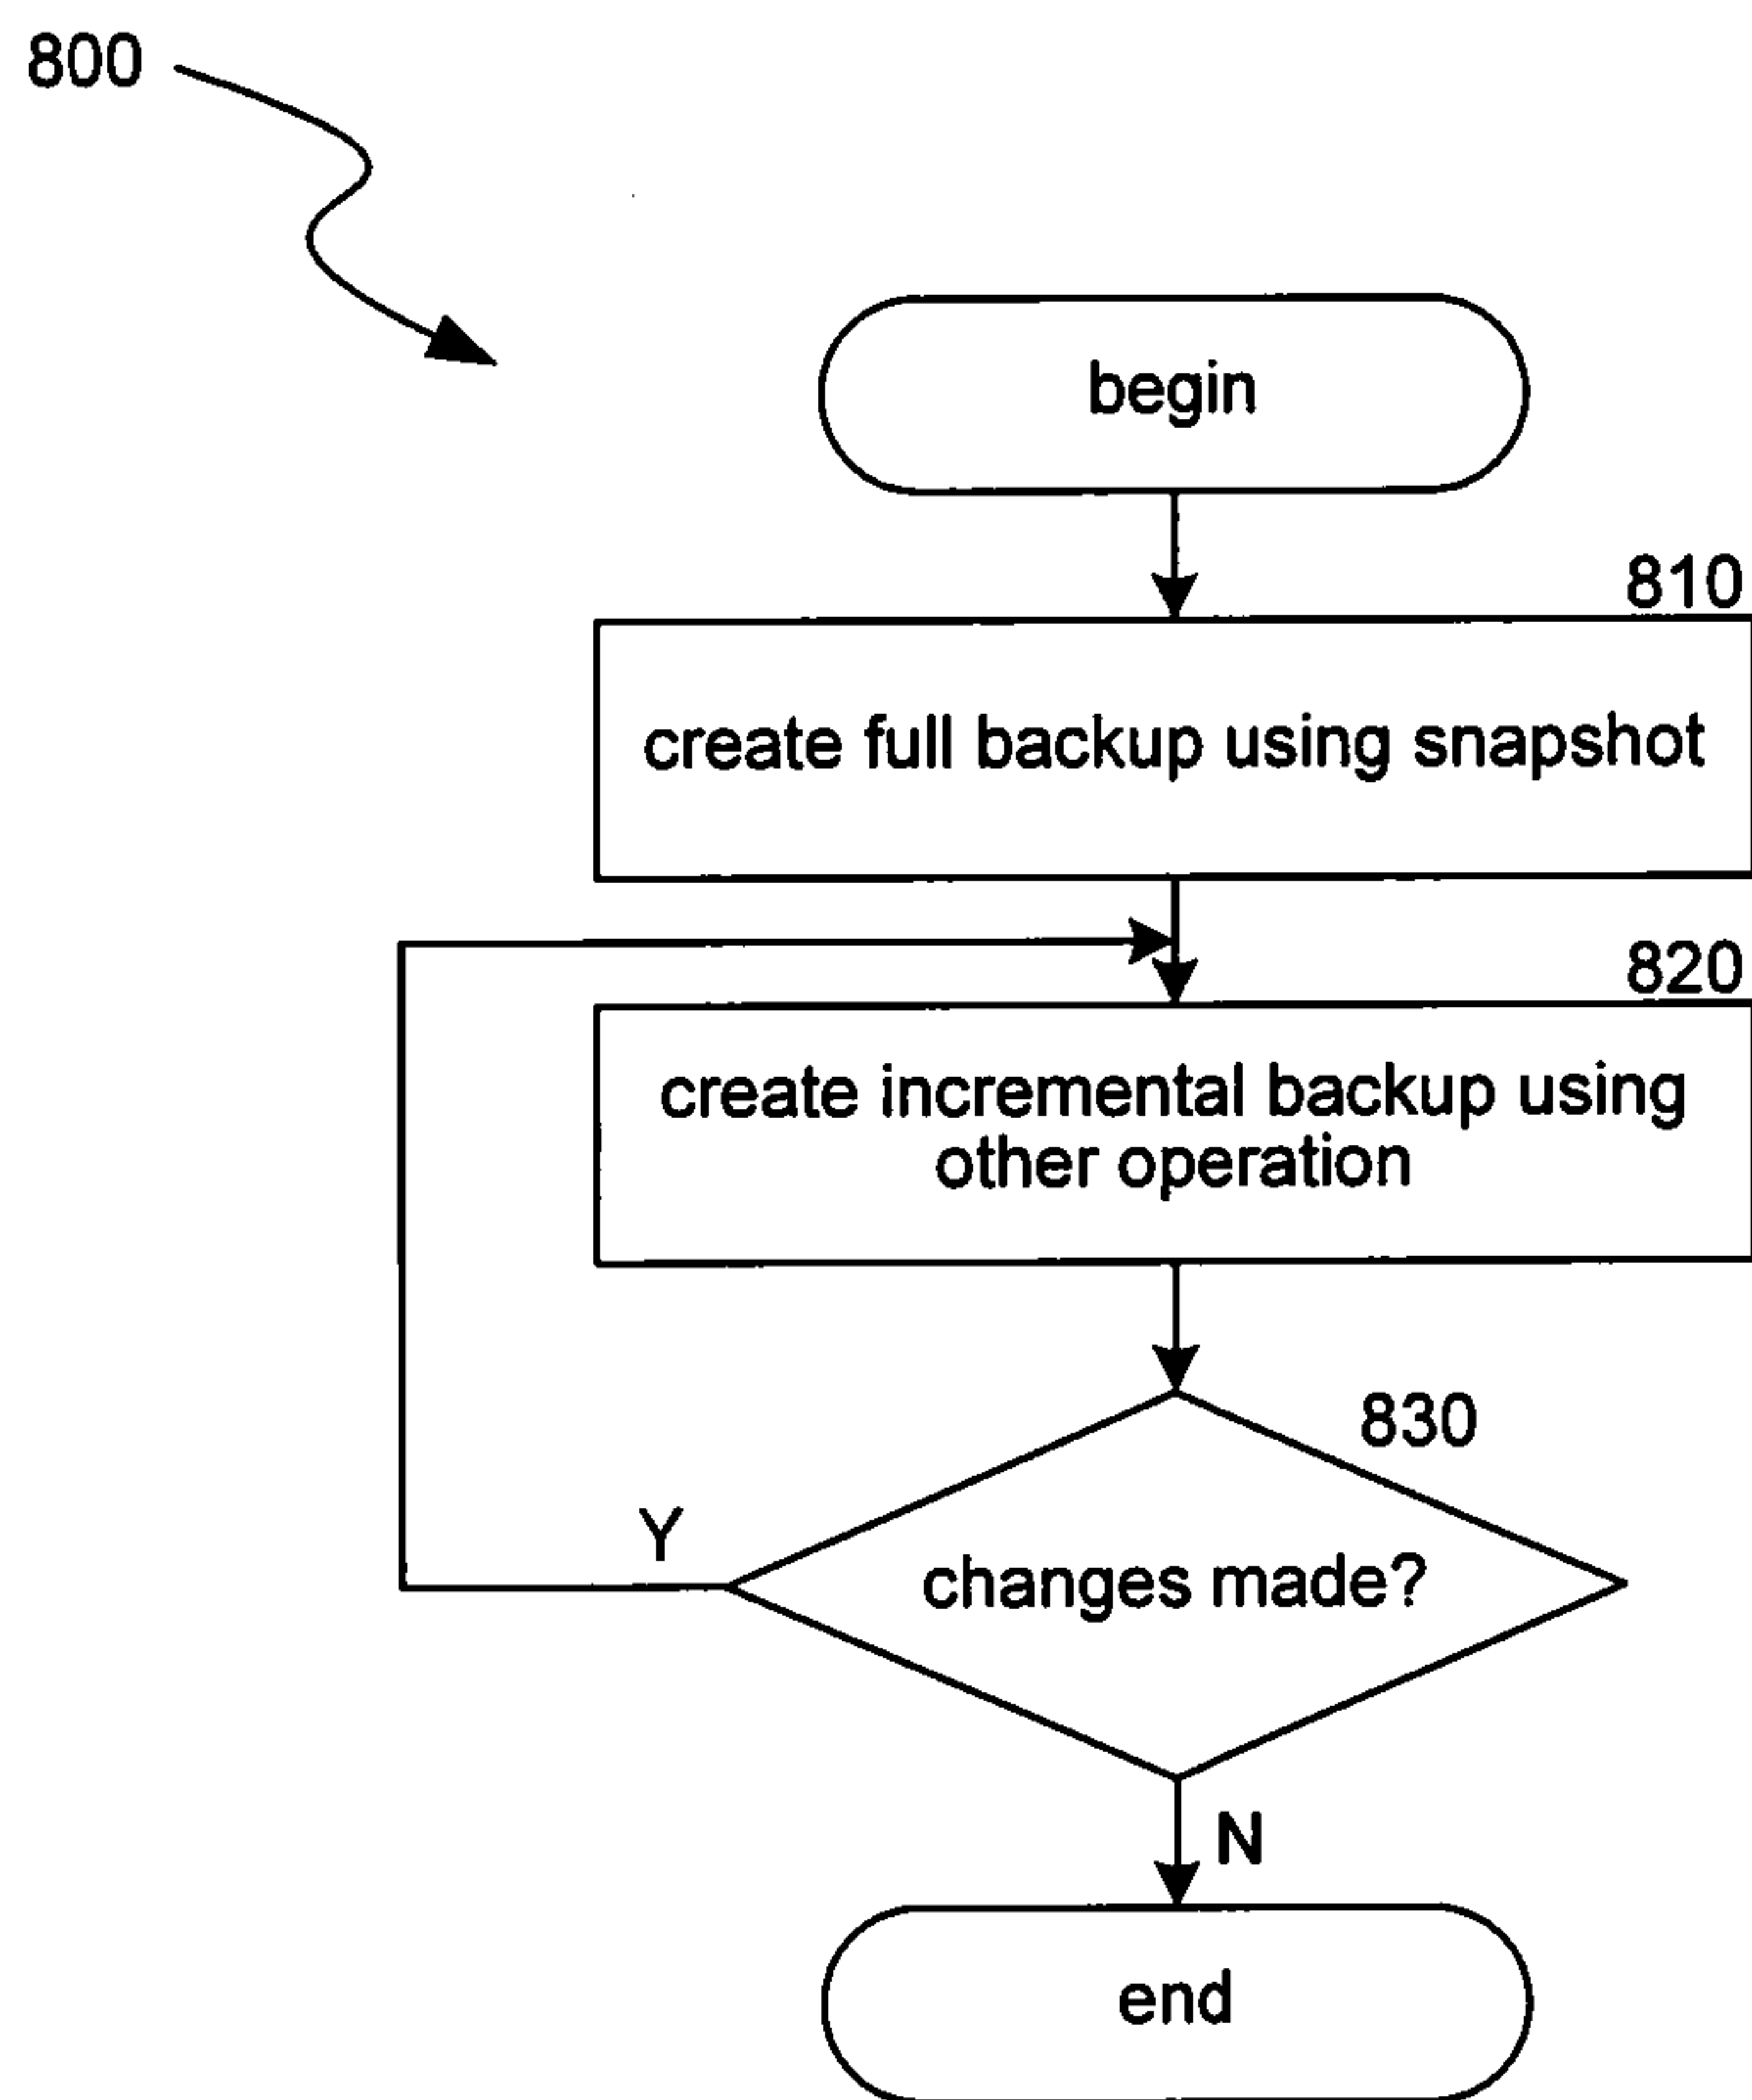 800
begin
810
create full backup using snapshot
820
create incremental backup using
other operation
830
Y
changes made?
N
end